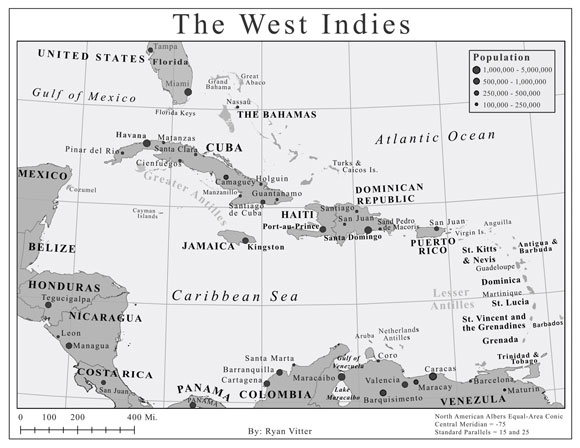 The West Indies
UNITED STATES
Tampa
Florida
Miami
Gulf of Mexico
Florida Keys
Grand
Bahama
Great
Abaco
Nassau
THE BAHAMAS
Population
1,000,000 - 5,000,000
500,000 - 1,000,000
250,000 - 500,000
100,000 - 250,000
Atlantic Ocean
Havana
Matanzas
Pinar del Rio
Santa Clara
CUBA
Cienfuegos
Camaguey
Holguin
Manzanillo
Guantanamo
Santiago
de Cuba
Greater Antilles
Turks &
Caicos Is.
MEXICO
Cozumel
Cayman
Islands
DOMINICAN
REPUBLIC
HAITI
Santiago
San Juan
Sand Pedro
de Macoris
Port-au-Prince
Santa Domingo
San Juan
Virgin Is.
Anguilla
PUERTO
RICO
JAMAICA
Kingston
BELIZE
St. Kitts
& Nevis
Antigua &
Barbuda
Guadeloupe
Dominica
Martinique
St. Lucia
Lesser
Antilles
St. Vincent and
the Grenadines
Barbados
Grenada
Trinidad &
Tobago
HONDURAS
Tegucigalpa
Caribbean Sea
NICARAGUA
Leon
Managua
COSTA RICA
San Juan
PANAMA
PANAMA
Aruba
Netherlands
Antilles
Santa Marta
Barranquilla
Cartagena
COLOMBIA
Gulf of
Venezuela
Maracaibo
Lake
Maracaibo
Coro
Valencia
Caracas
Maracay
Barquisimento
Barcelona
Maturin
VENEZUELA
0 100 200 400 Mi.
By: Ryan Vitter
North American Albers Equal-Area Conic
Central Meridian = -75
Standard Parallels = 15 and 25